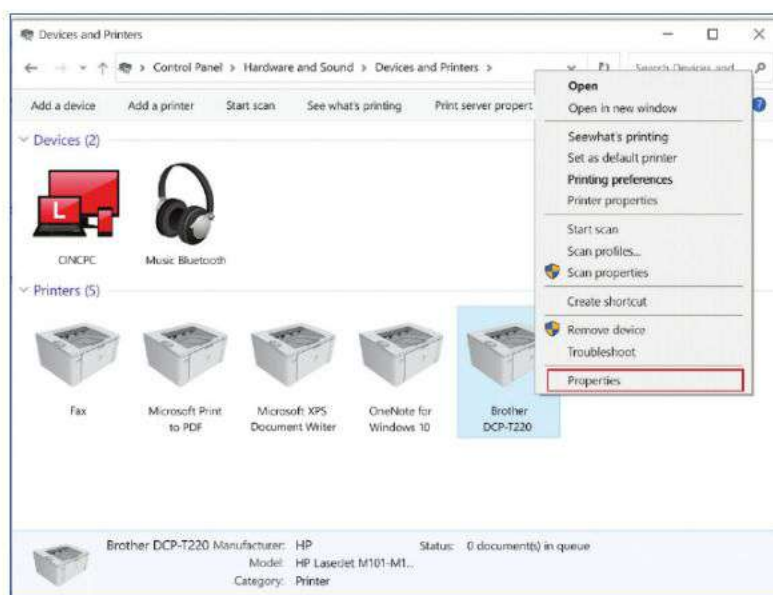 Devices and Printers
Control Panel > Hardware and Sound > Devices and Printers >
Search Devices and
Add a device Add a printer Start scan See what's printing Print server propert
Open
Open in new window
Seewhat's printing
Set as default printer
Printing preferences
Printer properties
Start scan
Scan profiles...
Scan properties
Create shortcut
Remove device
Troubleshoot
Properties
Devices (2)
L
CINCPC
Music Bluetooth
Printers (5)
Fax
Microsoft Print
to PDF
Microsoft XPS
Document Writer
OneNote for
Windows 10
Brother
DCP-T220
Brother DCP-T220 Manufacturer: HP Status: 0 document(s) in queue
Model: HP LaserJet M101-M1...
Category: Printer